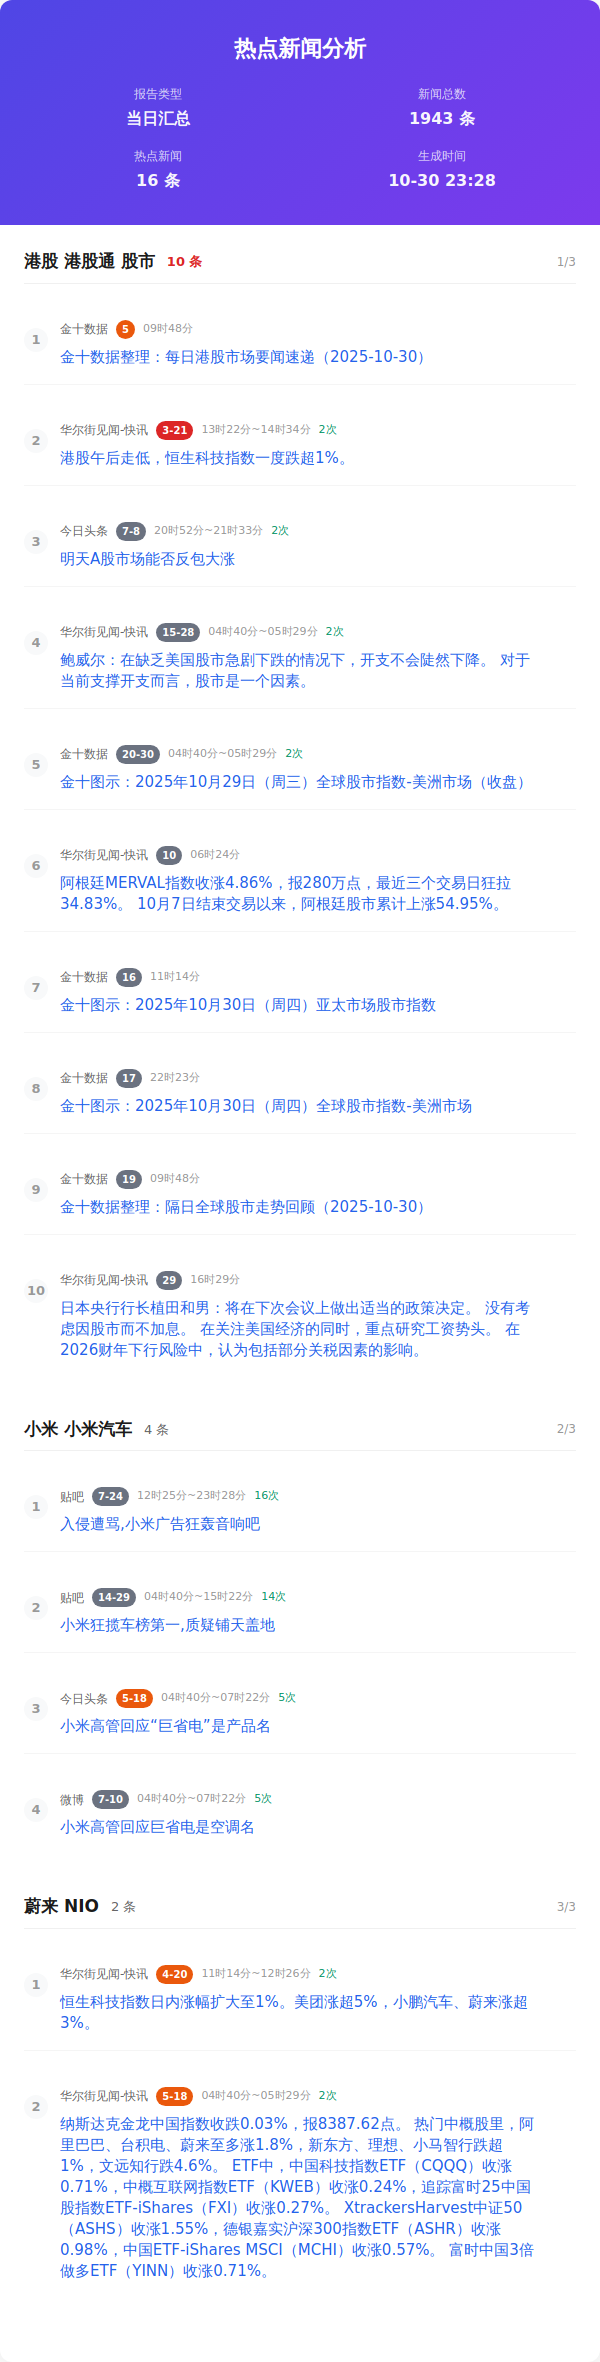 热点新闻分析
报告类型
新闻总数
当日汇总
1943 条
热点新闻
生成时间
16 条
10-30 23:28
港股 港股通 股市 10 条 1/3
1 金十数据 5 09时48分
金十数据整理：每日港股市场要闻速递（2025-10-30）
2 华尔街见闻-快讯 3-21 13时22分~14时34分 2次
港股午后走低，恒生科技指数一度跌超1%。
3 今日头条 7-8 20时52分~21时33分 2次
明天A股市场能否反包大涨
4 华尔街见闻-快讯 15-28 04时40分~05时29分 2次
鲍威尔：在缺乏美国股市急剧下跌的情况下，开支不会陡然下降。 对于
当前支撑开支而言，股市是一个因素。
5 金十数据 20-30 04时40分~05时29分 2次
金十图示：2025年10月29日（周三）全球股市指数-美洲市场（收盘）
6 华尔街见闻-快讯 10 06时24分
阿根廷MERVAL指数收涨4.86%，报280万点，最近三个交易日狂拉
34.83%。 10月7日结束交易以来，阿根廷股市累计上涨54.95%。
7 金十数据 16 11时14分
金十图示：2025年10月30日（周四）亚太市场股市指数
8 金十数据 17 22时23分
金十图示：2025年10月30日（周四）全球股市指数-美洲市场
9 金十数据 19 09时48分
金十数据整理：隔日全球股市走势回顾（2025-10-30）
10 华尔街见闻-快讯 29 16时29分
日本央行行长植田和男：将在下次会议上做出适当的政策决定。 没有考
虑因股市而不加息。 在关注美国经济的同时，重点研究工资势头。 在
2026财年下行风险中，认为包括部分关税因素的影响。
小米 小米汽车 4 条 2/3
1 贴吧 7-24 12时25分~23时28分 16次
入侵遭骂,小米广告狂轰音响吧
2 贴吧 14-29 04时40分~15时22分 14次
小米狂揽车榜第一,质疑铺天盖地
3 今日头条 5-18 04时40分~07时22分 5次
小米高管回应“巨省电”是产品名
4 微博 7-10 04时40分~07时22分 5次
小米高管回应巨省电是空调名
蔚来 NIO 2 条 3/3
1 华尔街见闻-快讯 4-20 11时14分~12时26分 2次
恒生科技指数日内涨幅扩大至1%。美团涨超5%，小鹏汽车、蔚来涨超
3%。
2 华尔街见闻-快讯 5-18 04时40分~05时29分 2次
纳斯达克金龙中国指数收跌0.03%，报8387.62点。 热门中概股里，阿
里巴巴、台积电、蔚来至多涨1.8%，新东方、理想、小马智行跌超
1%，文远知行跌4.6%。 ETF中，中国科技指数ETF（CQQQ）收涨
0.71%，中概互联网指数ETF（KWEB）收涨0.24%，追踪富时25中国
股指数ETF-iShares（FXI）收涨0.27%。 XtrackersHarvest中证50
（ASHS）收涨1.55%，德银嘉实沪深300指数ETF（ASHR）收涨
0.98%，中国ETF-iShares MSCI（MCHI）收涨0.57%。 富时中国3倍
做多ETF（YINN）收涨0.71%。